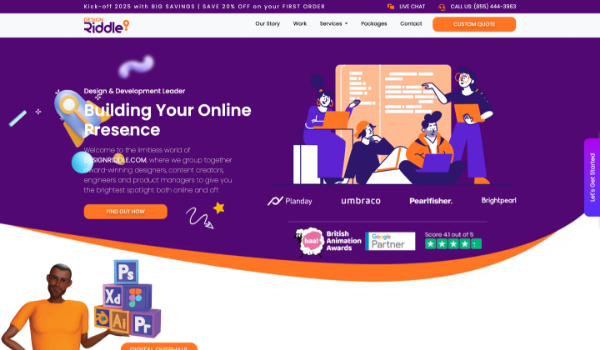 Kick-off 2025 with BIG SAVINGS | SAVE 20% OFF on your FIRST ORDER
LIVE CHAT
CALL US: (855) 444-3963
DESIGN
Riddle
Our Story
Work
Services
Packages
Contact
CUSTOM QUOTE
Design & Development Leader
Building Your Online
Presence
Welcome to the limitless world of
DESIGNRIDDLE.COM, where we group together
award-winning designers, content creators,
engineers and product managers to give you
the brightest spotlight both online and off.
FIND OUT HOW
Planday
umbraco
Pearlfisher.
Brightpearl
baa!
British
Animation
Awards
Google
Partner
Score 4.1 out of 5
Let's Get Started
Ps
Xd
Ai
Pr
DIGITAL OVERHAUL